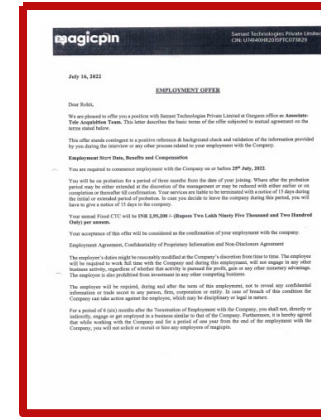 magicpin
Samast Technologies Private Limited
CIN: U74040HR2015PTC073829
July 16, 2022
EMPLOYMENT OFFER
Dear Rohit,
We are pleased to offer you a position with Samast Technologies Private Limited at Gurgaon office as Associate-
Tele Acquisition Team. This letter describes the basic terms of the offer subjected to mutual agreement on the
terms stated below.
This offer stands contingent to a positive reference & background check and validation of the information provided
by you during the interview or any other process related to your employment with the Company.
Employment Start Date, Benefits and Compensation
You are required to commence employment with the Company on or before 25th July, 2022.
You will be on probation for a period of three months from the date of your joining. Where after the probation
period may be either extended at the discretion of the management or may be reduced with either earlier or on
completion or thereafter till confirmation. Your services are liable to be terminated with a notice of 15 days during
the initial or extended period of probation. In case you decide to leave the company during this period, you will
have to give a notice of 15 days to the company.
Your annual Fixed CTC will be INR 2,95,200 /- (Rupees Two Lakh Ninety Five Thousand and Two Hundred
Only) per annum.
Your acceptance of this offer will be considered as the confirmation of your employment with the company.
Employment Agreement, Confidentiality of Proprietary Information and Non-Disclosure Agreement
The employee's duties might be reasonably modified at the Company's discretion from time to time. The employee
will be required to work full time with the Company and during this employment, will not engage in any other
business activity, regardless of whether that activity is pursued for profit, gain or any other monetary advantage.
The employee is also prohibited from investment in any other competing business.
The employee will be required, during and after the term of this employment, not to reveal any confidential
information or trade secret to any person, firm, corporation or entity. In case of breach of this condition the
Company can take action against the employee, which may be disciplinary or legal in nature.
For a period of 6 (six) months after the Termination of Employment with the Company, you shall not, directly or
indirectly, engage or get employed in a business similar to that of the Company. Furthermore, it is hereby agreed
that while working with the Company and for a period of one year from the end of the employment with the
Company, you will not solicit or recruit or hire any employees of magicpin.